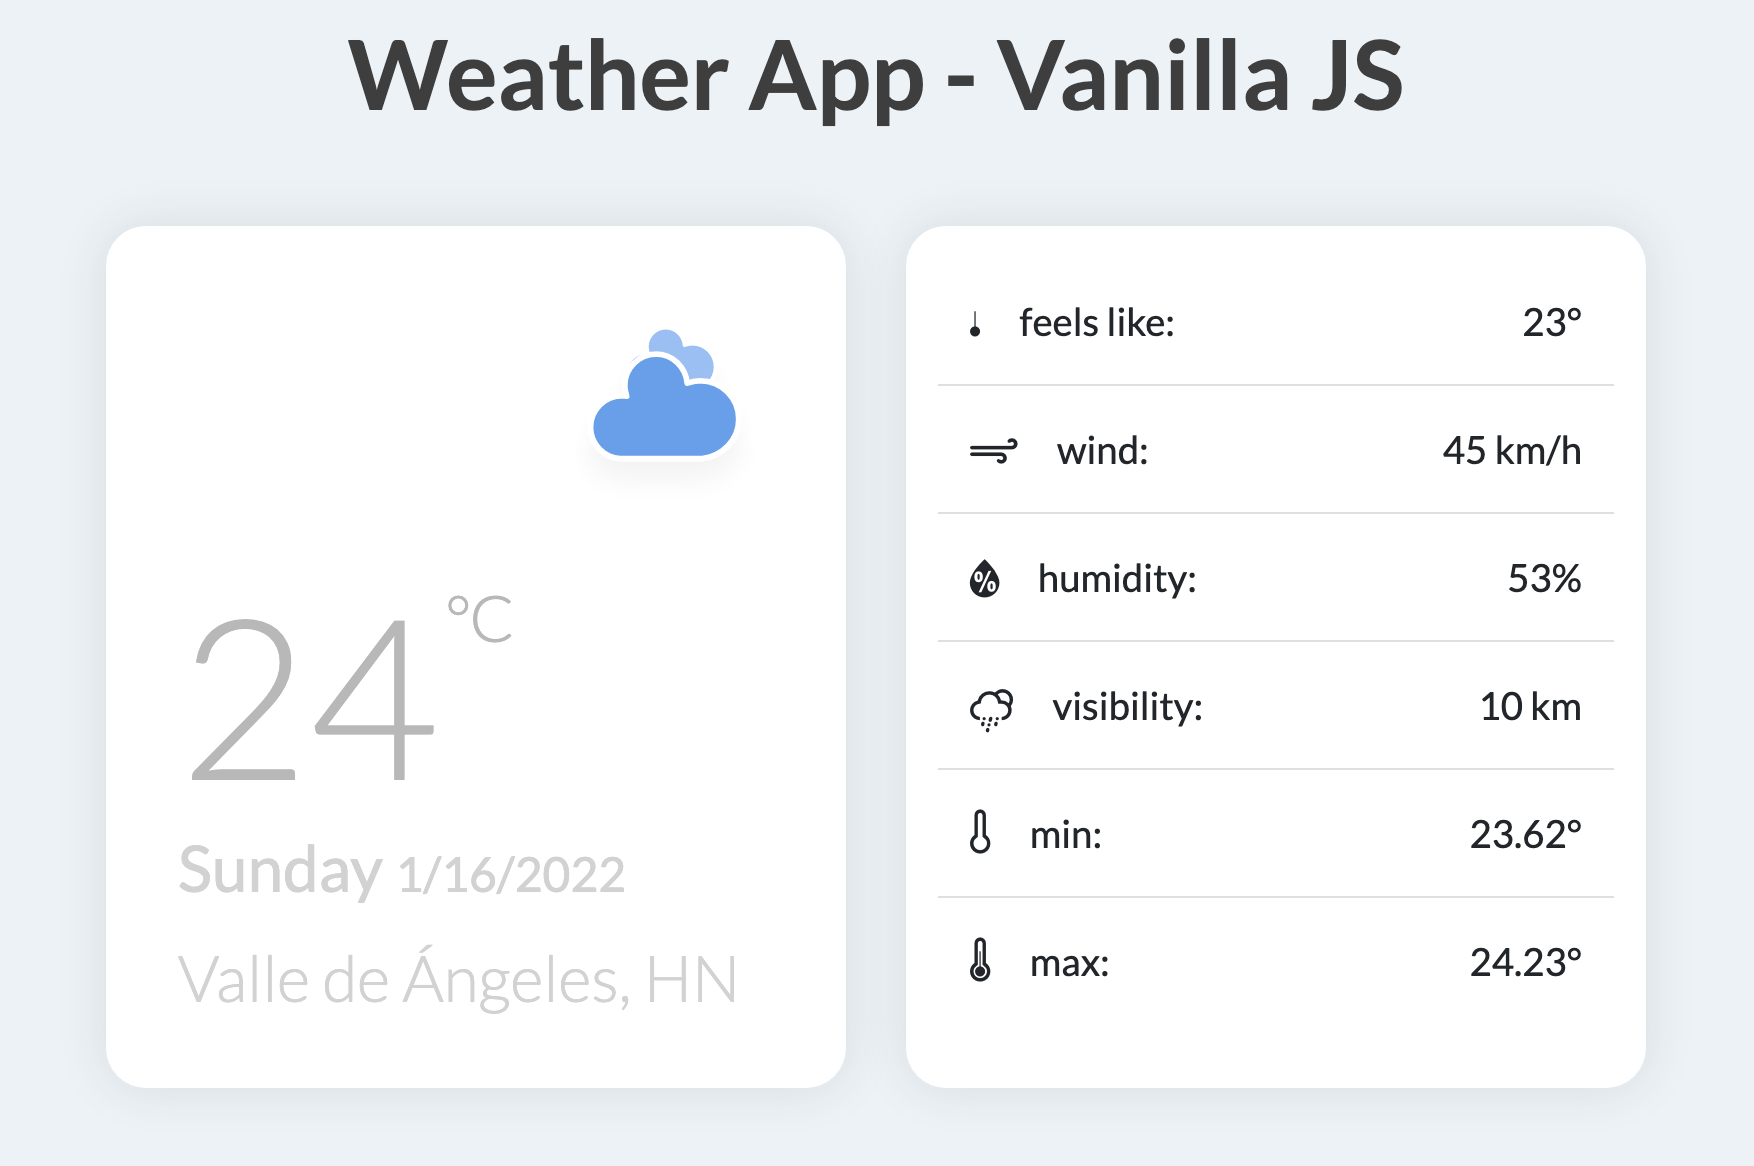 Weather App - Vanilla JS
24 °C
Sunday 1/16/2022
Valle de Ángeles, HN
feels like: 23°
wind: 45 km/h
% humidity: 53%
visibility: 10 km
min: 23.62°
max: 24.23°